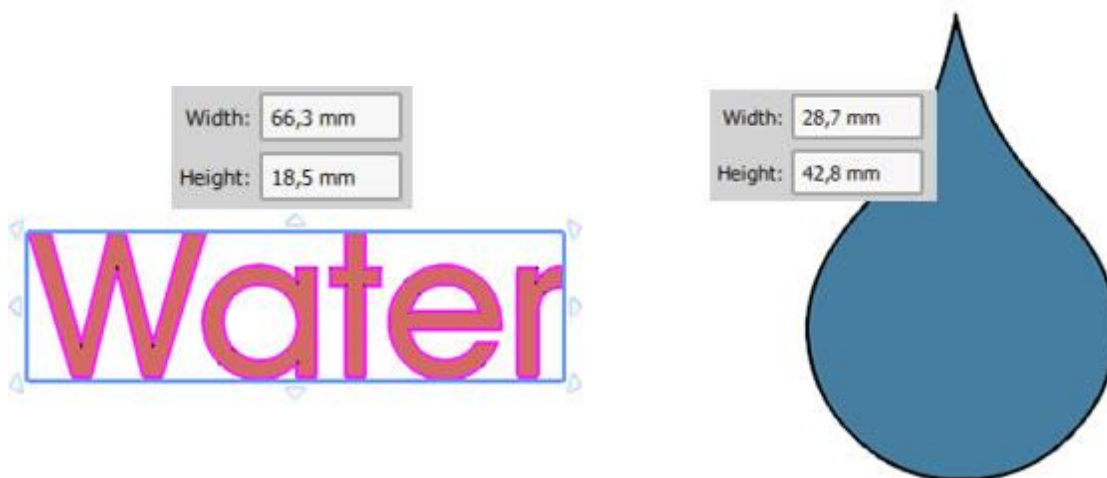 Width: 66,3 mm
Height: 18,5 mm
Water
Width: 28,7 mm
Height: 42,8 mm